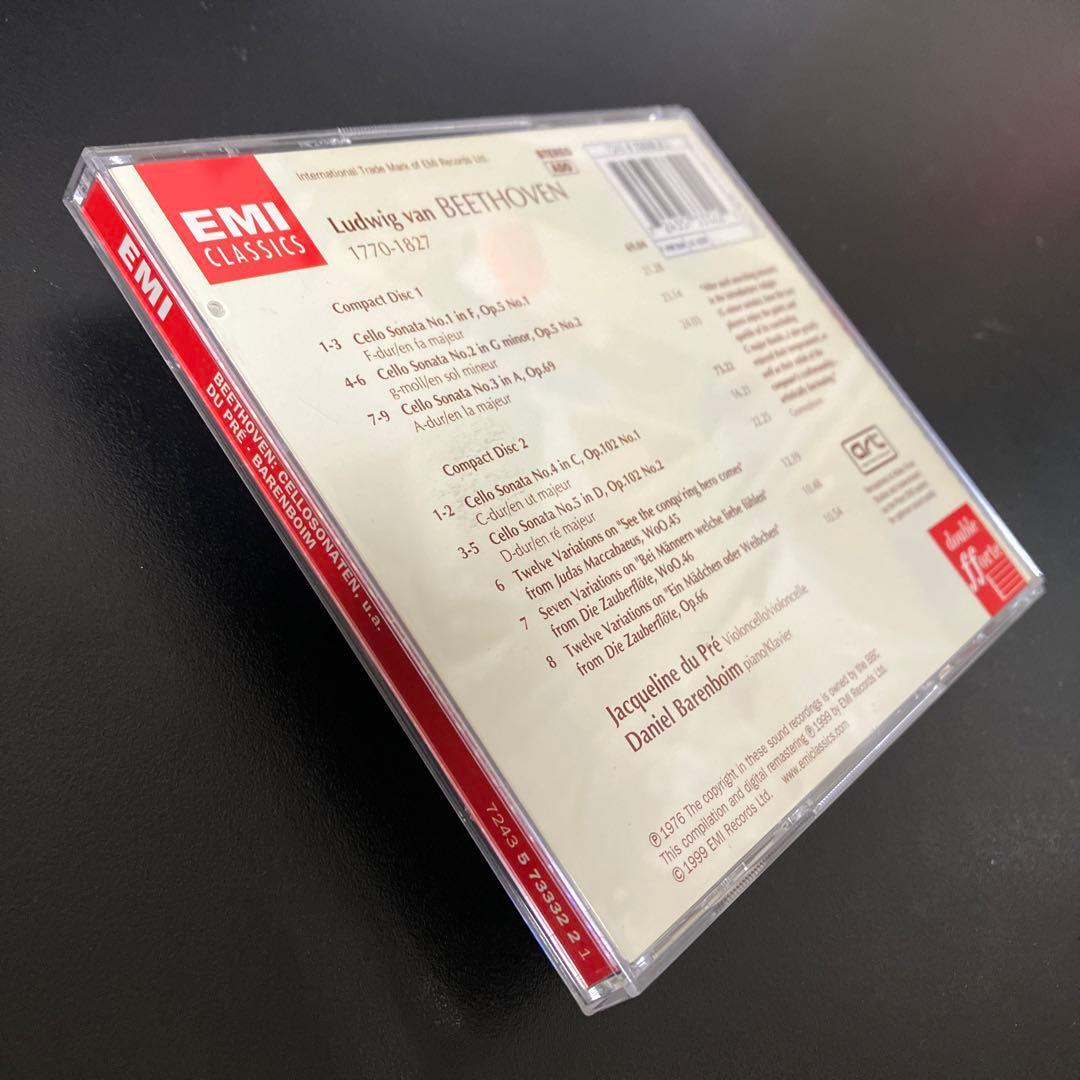 EMI
CLASSICS
International Trade Mark of EMI Records Ltd.
STEREO
ADD
Ludwig van BEETHOVEN
1770-1827
Compact Disc 1
1-3 Cello Sonata No.1 in F, Op.5 No.1
F-dur/en fa majeur
4-6 Cello Sonata No.2 in G minor, Op.5 No.2
g-moll/en sol mineur
7-9 Cello Sonata No.3 in A, Op.69
A-dur/en la majeur
Compact Disc 2
1-2 Cello Sonata No.4 in C, Op.102 No.1
C-dur/en ut majeur
3-5 Cello Sonata No.5 in D, Op.102 No.2
D-dur/en ré majeur
6 Twelve Variations on "See the conqu'ring hero comes"
from Judas Maccabaeus, WoO.45
7 Seven Variations on "Bei Männern welche liebe fühlen"
from Die Zauberflöte, WoO.46
8 Twelve Variations on "Ein Mädchen oder Weibchen"
from Die Zauberflöte, Op.66
Jacqueline du Pré Violoncello/violoncelle
Daniel Barenboim piano/Klavier
℗ 1976 The copyright in these sound recordings is owned by the BBC
This compilation and digital remastering ℗ 1999 by EMI Records Ltd.
© 1999 EMI Records Ltd. www.emiclassics.com
double
fforte
EMI
BEETHOVEN: CELLOSONATEN, u.a.
DU PRÉ · BARENBOIM
7243 5 73332 2 1